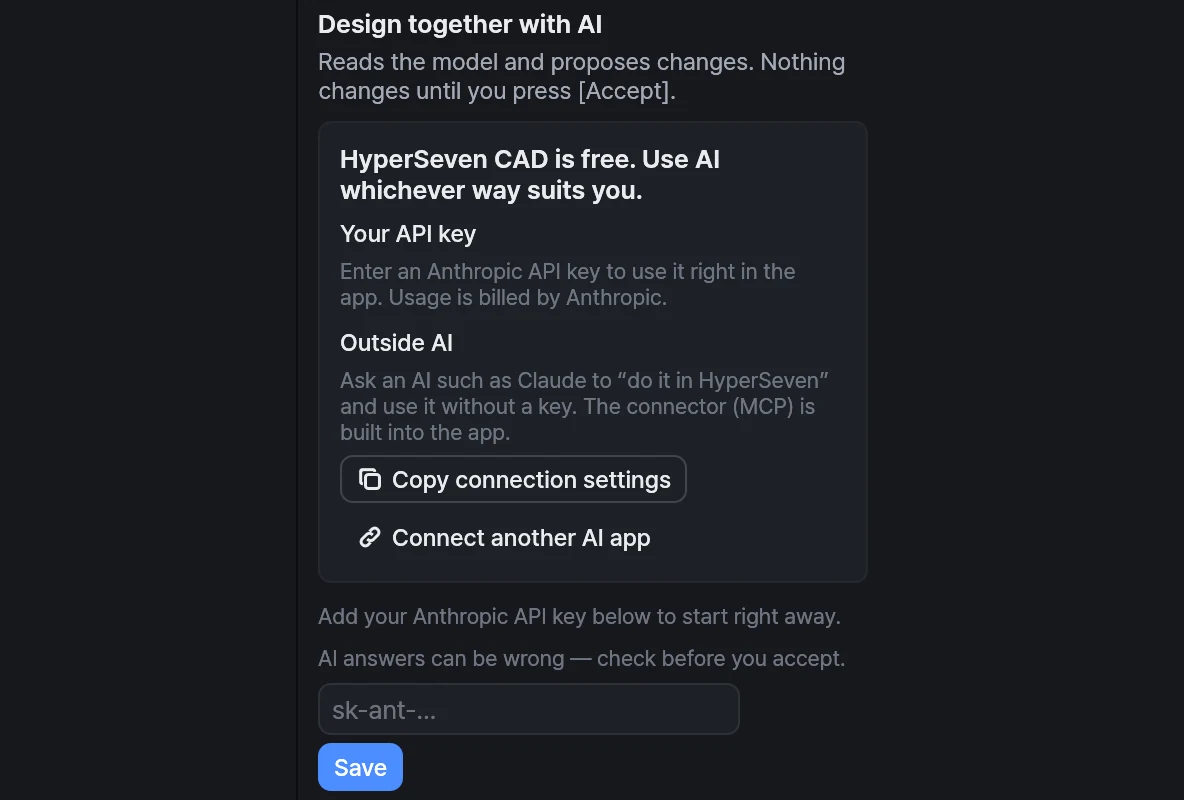 Design together with AI
Reads the model and proposes changes. Nothing
changes until you press [Accept].
HyperSeven CAD is free. Use AI
whichever way suits you.
Your API key
Enter an Anthropic API key to use it right in the
app. Usage is billed by Anthropic.
Outside AI
Ask an AI such as Claude to “do it in HyperSeven”
and use it without a key. The connector (MCP) is
built into the app.
Copy connection settings
Connect another AI app
Add your Anthropic API key below to start right away.
AI answers can be wrong — check before you accept.
sk-ant-...
Save